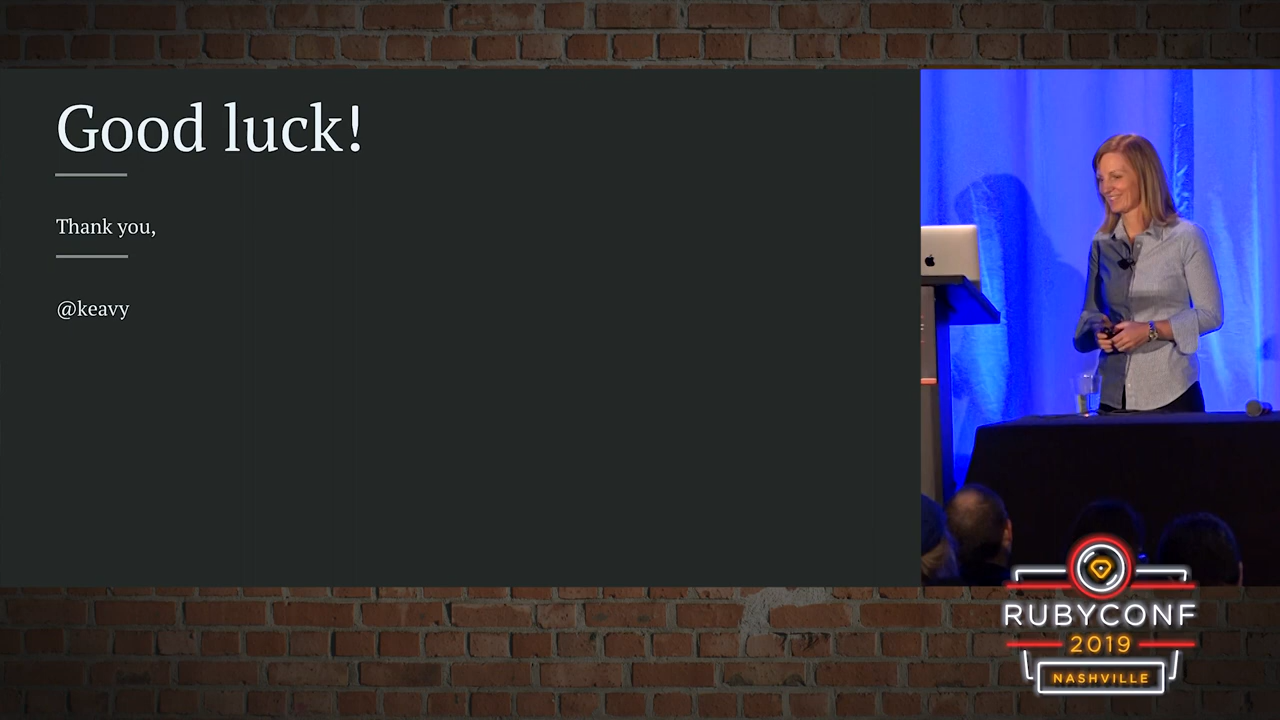 Good luck!
Thank you,
@keavy
RUBYCONF
2019
NASHVILLE